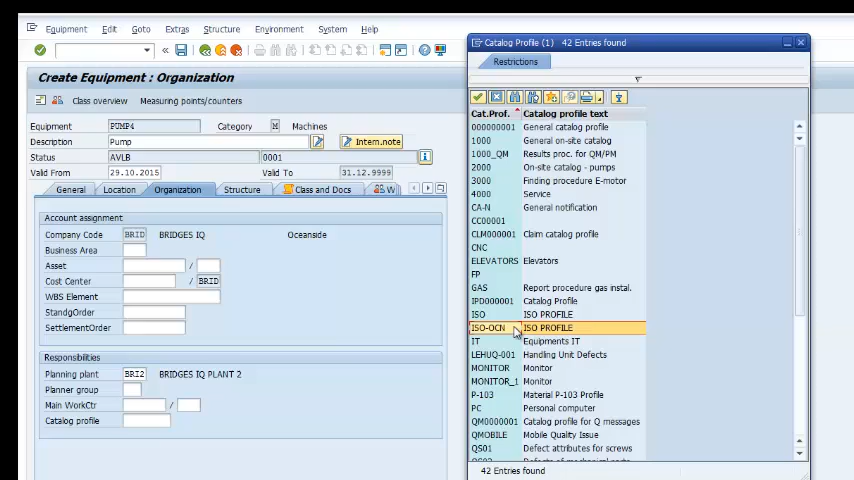 Equipment Edit Goto Extras Structure Environment System Help
Create Equipment : Organization
Class overview Measuring points/counters
Equipment PUMP4 Category M Machines
Description Pump Intern.note
Status AVLB 0001
Valid From 29.10.2015 Valid To 31.12.9999
General Location Organization Structure Class and Docs W
Account assignment
Company Code BRID BRIDGES IQ Oceanside
Business Area
Asset /
Cost Center / BRID
WBS Element
StandgOrder
SettlementOrder
Responsibilities
Planning plant BRI2 BRIDGES IQ PLANT 2
Planner group
Main WorkCtr /
Catalog profile
Catalog Profile (1) 42 Entries found
Restrictions
Cat.Prof. Catalog profile text
000000001 General catalog profile
1000 General on-site catalog
1000_QM Results proc. for QM/PM
2000 On-site catalog - pumps
3000 Finding procedure E-motor
4000 Service
CA-N General notification
CC00001
CLM000001 Claim catalog profile
CNC
ELEVATORS Elevators
FP
GAS Report procedure gas instal.
IPD000001 Catalog Profile
ISO ISO PROFILE
ISO-OCN ISO PROFILE
IT Equipments IT
LEHUQ-001 Handling Unit Defects
MONITOR Monitor
MONITOR_1 Monitor
P-103 Material P-103 Profile
PC Personal computer
QM0000001 Catalog profile for Q messages
QMOBILE Mobile Quality Issue
QS01 Defect attributes for screws
42 Entries found